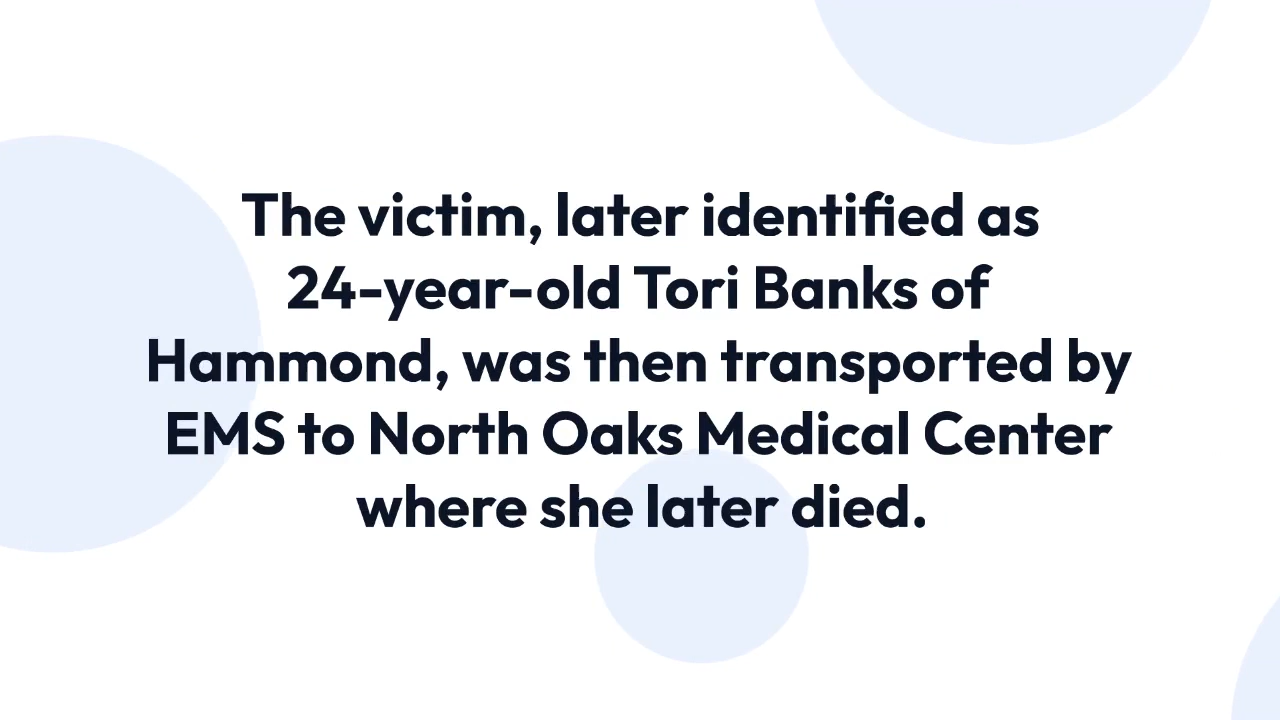 The victim, later identified as
24-year-old Tori Banks of
Hammond, was then transported by
EMS to North Oaks Medical Center
where she later died.